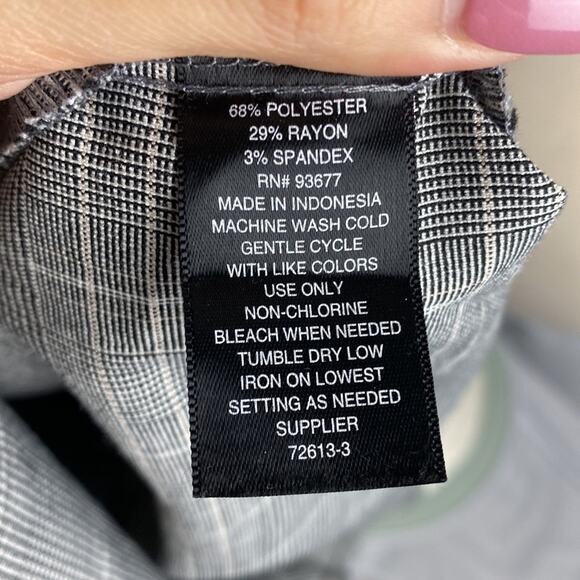 68% POLYESTER
29% RAYON
3% SPANDEX
RN# 93677
MADE IN INDONESIA
MACHINE WASH COLD
GENTLE CYCLE
WITH LIKE COLORS
USE ONLY
NON-CHLORINE
BLEACH WHEN NEEDED
TUMBLE DRY LOW
IRON ON LOWEST
SETTING AS NEEDED
SUPPLIER
72613-3